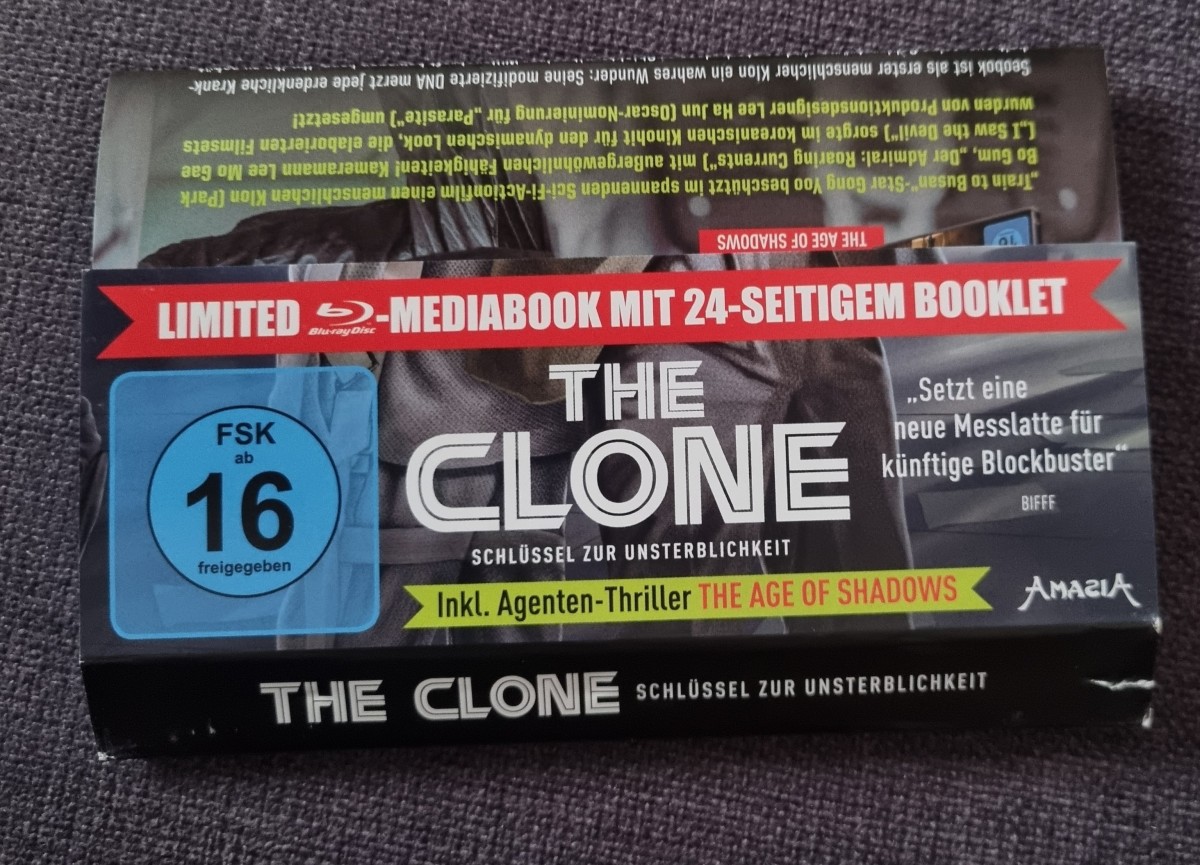 Seobok ist als erster menschlicher Klon ein wahres Wunder: Seine modifizierte DNA merzt jede erdenkliche Krank-
wurden von Produktionsdesigner Lee Ha Jun (Oscar-Nominierung für „Parasite“) umgesetzt!
(„I Saw the Devil“) sorgte im koreanischen Kinohit für den dynamischen Look, die elaborierten Filmsets
Bo Gum, „Der Admiral: Roaring Currents“) mit außergewöhnlichen Fähigkeiten! Kameramann Lee Mo Gae
„Train to Busan“-Star Gong Yoo beschützt im spannenden Sci-Fi-Actionfilm einen menschlichen Klon (Park
THE AGE OF SHADOWS
16
LIMITED Blu-ray Disc-MEDIABOOK MIT 24-SEITIGEM BOOKLET
FSK
ab
16
freigegeben
THE
CLONE
SCHLÜSSEL ZUR UNSTERBLICHKEIT
„Setzt eine
neue Messlatte für
künftige Blockbuster“
BIFFF
Inkl. Agenten-Thriller THE AGE OF SHADOWS
AMASIA
THE CLONE SCHLÜSSEL ZUR UNSTERBLICHKEIT